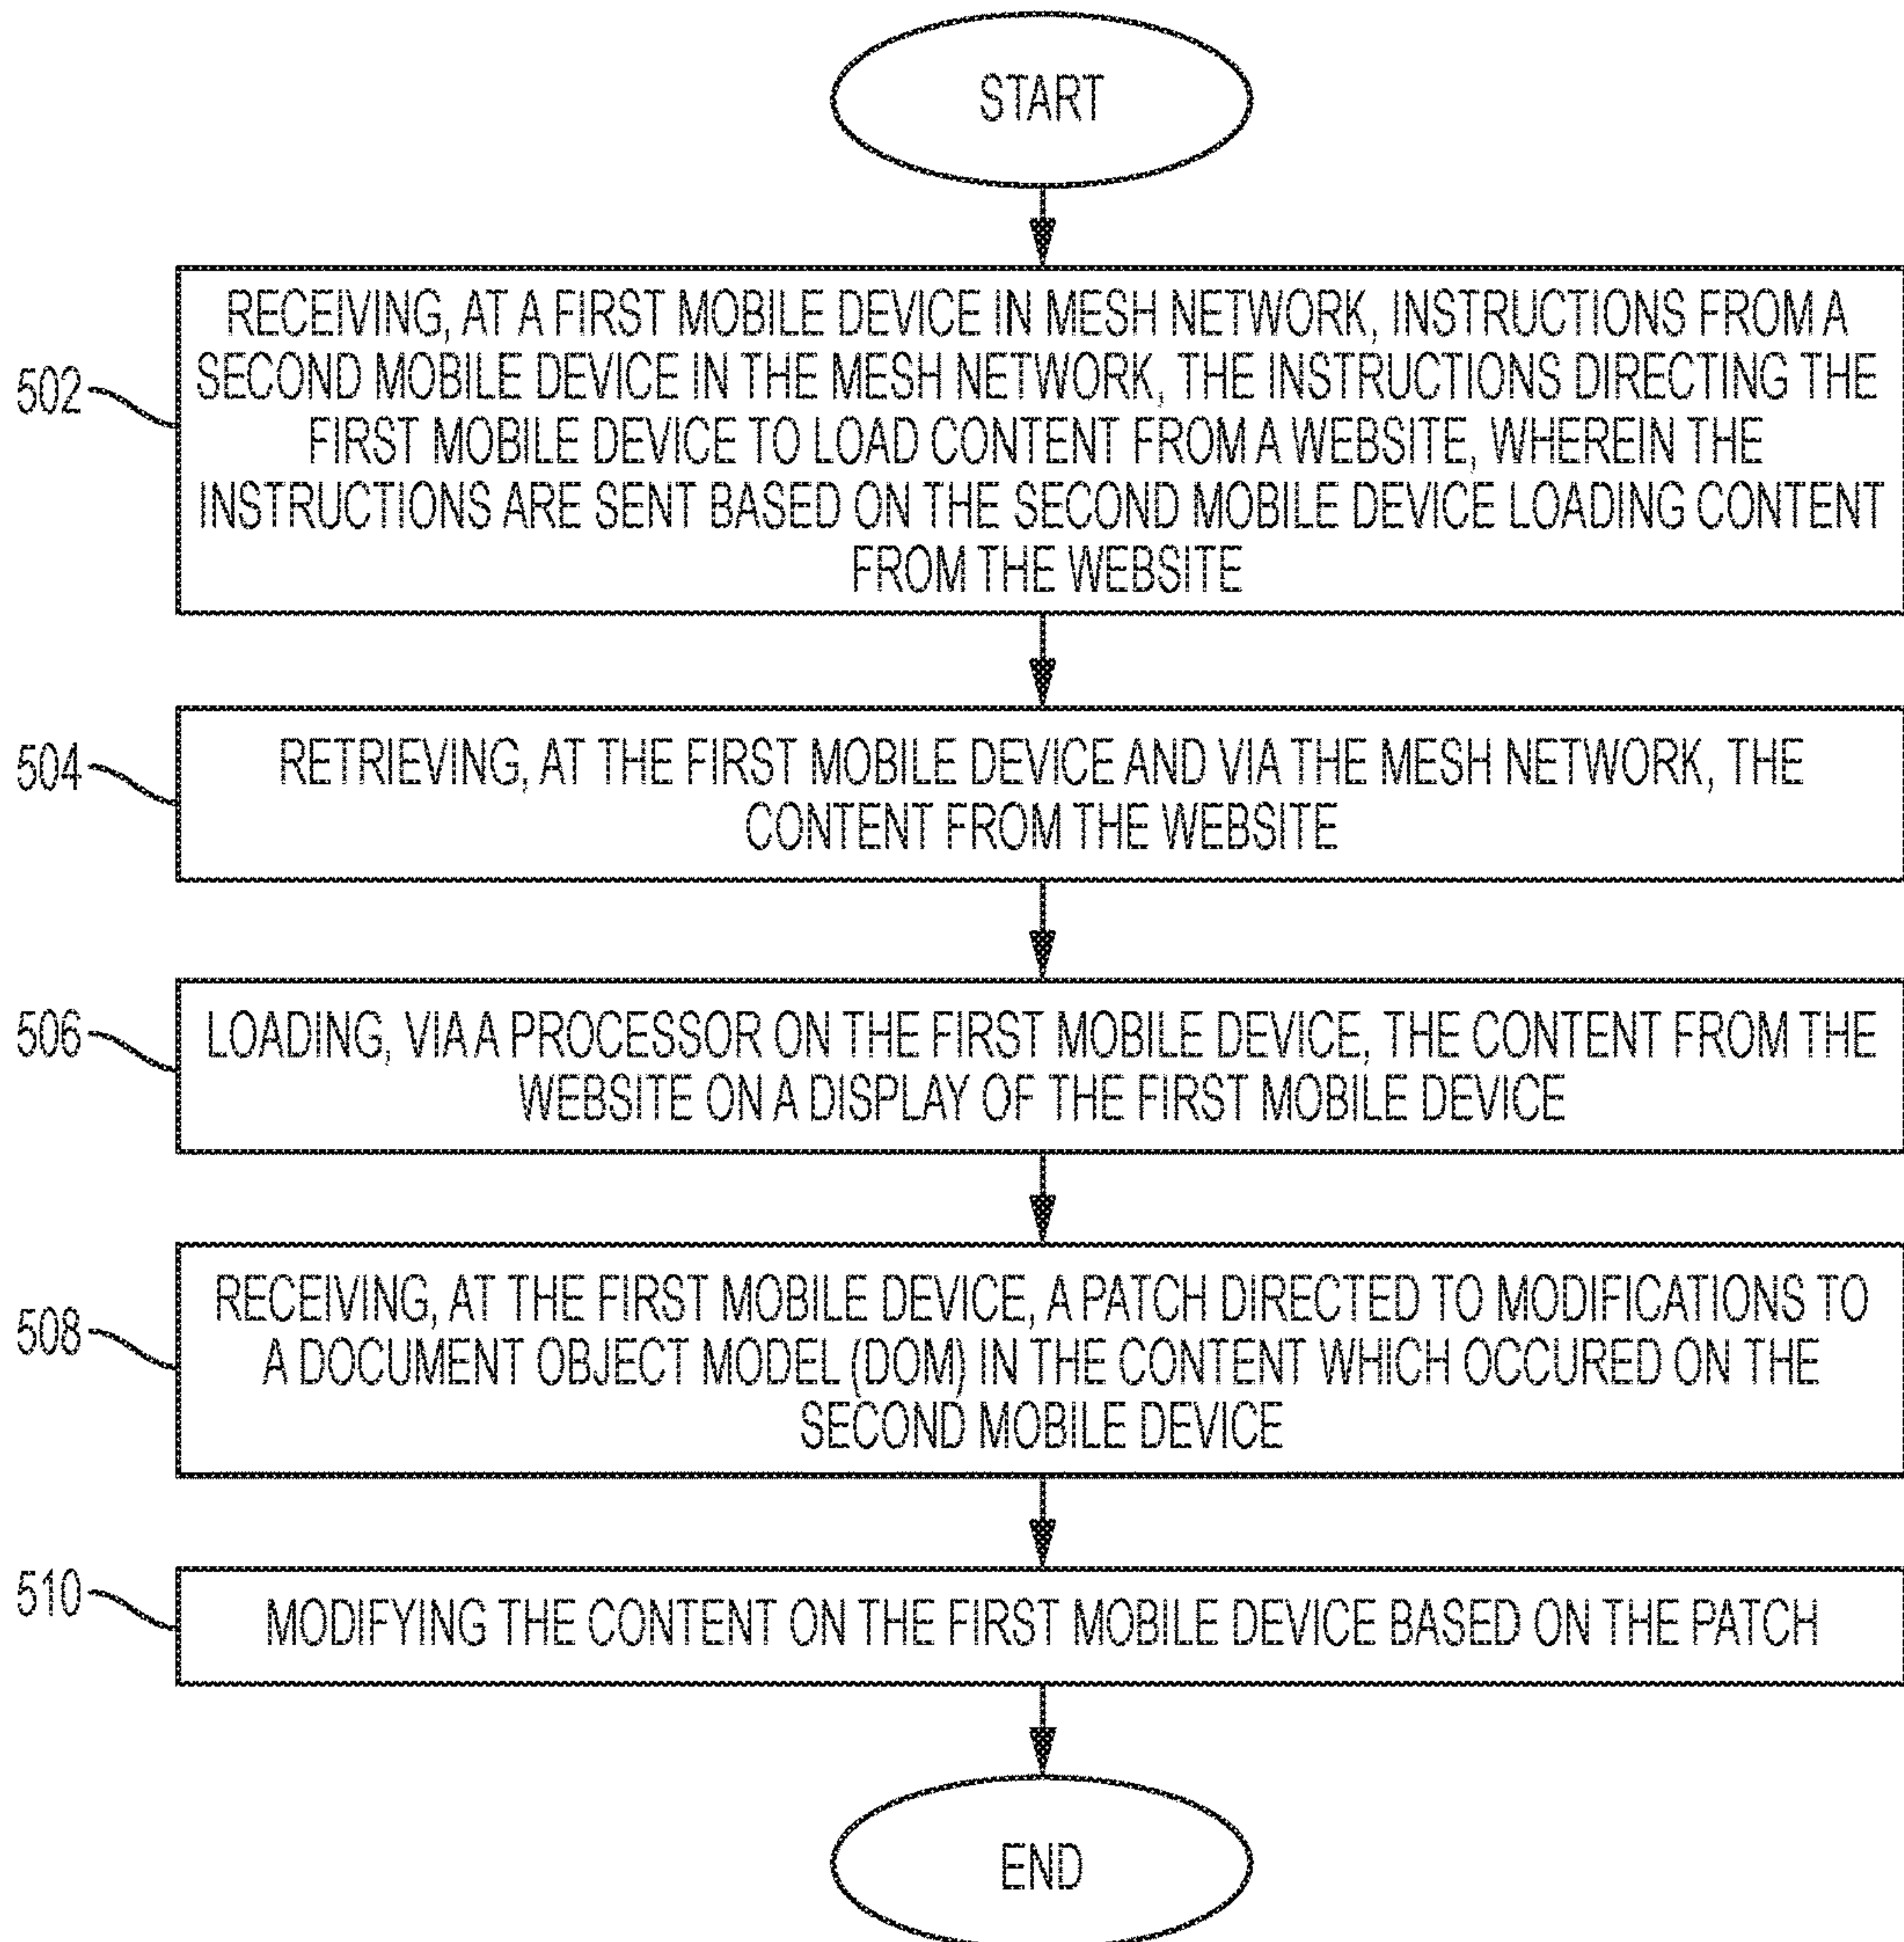 START
RECEIVING, AT A FIRST MOBILE DEVICE IN MESH NETWORK, INSTRUCTIONS FROM A
SECOND MOBILE DEVICE IN THE MESH NETWORK, THE INSTRUCTIONS DIRECTING THE
502
FIRST MOBILE DEVICE TO LOAD CONTENT FROM A WEBSITE, WHEREIN THE
INSTRUCTIONS ARE SENT BASED ON THE SECOND MOBILE DEVICE LOADING CONTENT
FROM THE WEBSITE
504
RETRIEVING, AT THE FIRST MOBILE DEVICE AND VIA THE MESH NETWORK, THE
CONTENT FROM THE WEBSITE
506
LOADING, VIA A PROCESSOR ON THE FIRST MOBILE DEVICE, THE CONTENT FROM THE
WEBSITE ON A DISPLAY OF THE FIRST MOBILE DEVICE
508
RECEIVING, AT THE FIRST MOBILE DEVICE, A PATCH DIRECTED TO MODIFICATIONS TO
A DOCUMENT OBJECT MODEL (DOM) IN THE CONTENT WHICH OCCURED ON THE
SECOND MOBILE DEVICE
510
MODIFYING THE CONTENT ON THE FIRST MOBILE DEVICE BASED ON THE PATCH
END